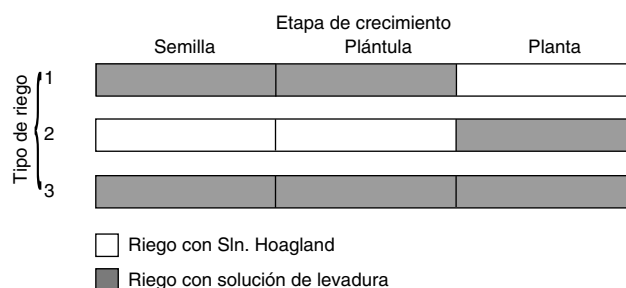 Etapa de crecimiento
Semilla Plántula Planta
Tipo de riego
1
2
3
Riego con Sln. Hoagland
Riego con solución de levadura